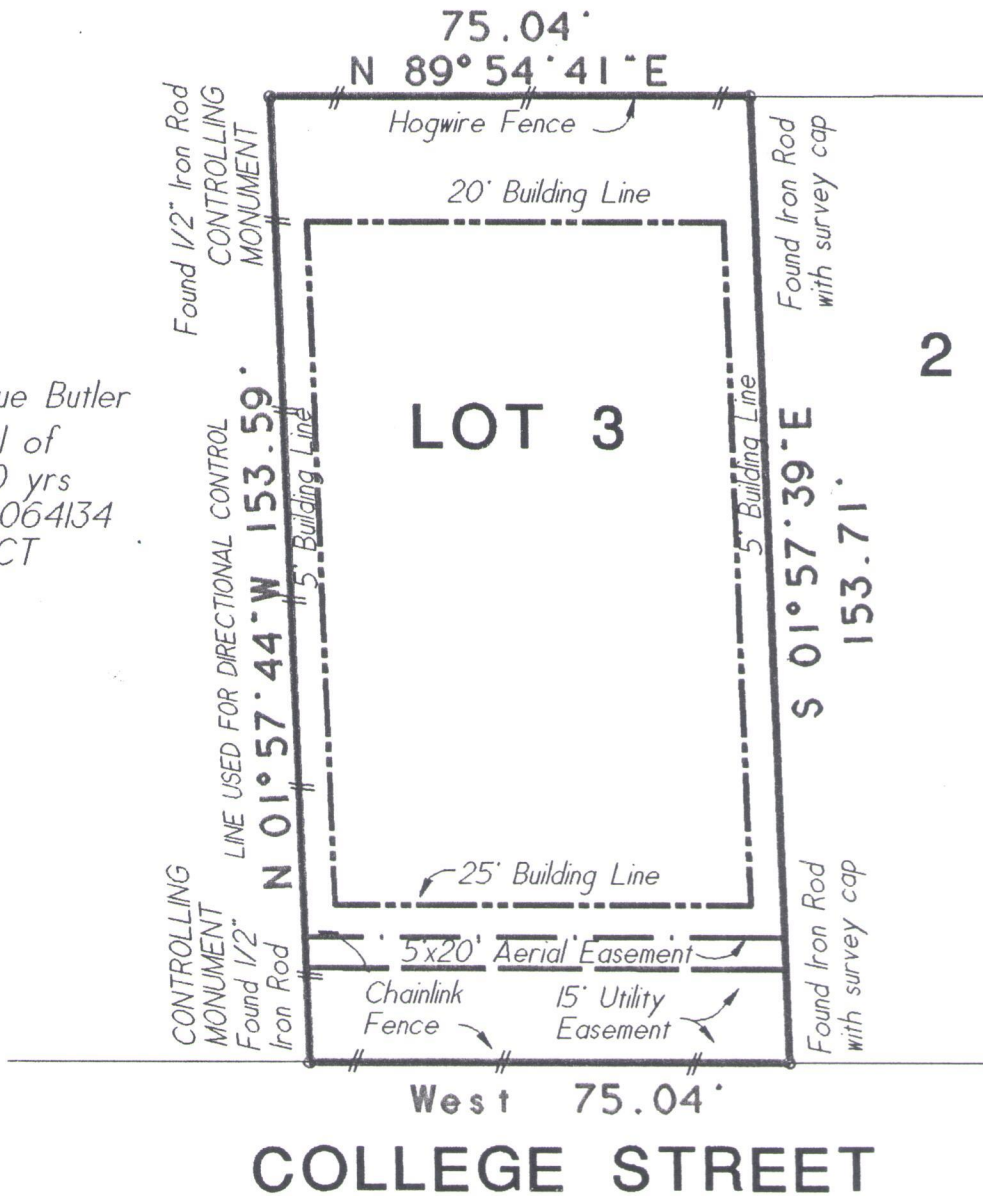 75.04'
N 89° 54' 41" E
Hogwire Fence
Found 1/2" Iron Rod
CONTROLLING
MONUMENT
20' Building Line
Found Iron Rod
with survey cap
2
Butler
of
yrs
064134
LOT 3
LINE USED FOR DIRECTIONAL CONTROL
N 01° 57' 44" W 153.59'
5' Building Line
5' Building Line
S 01° 57' 39" E
153.71'
25' Building Line
5'x20' Aerial Easement
CONTROLLING
MONUMENT
Found 1/2"
Iron Rod
Chainlink
Fence
15' Utility
Easement
Found Iron Rod
with survey cap
West 75.04'
COLLEGE STREET